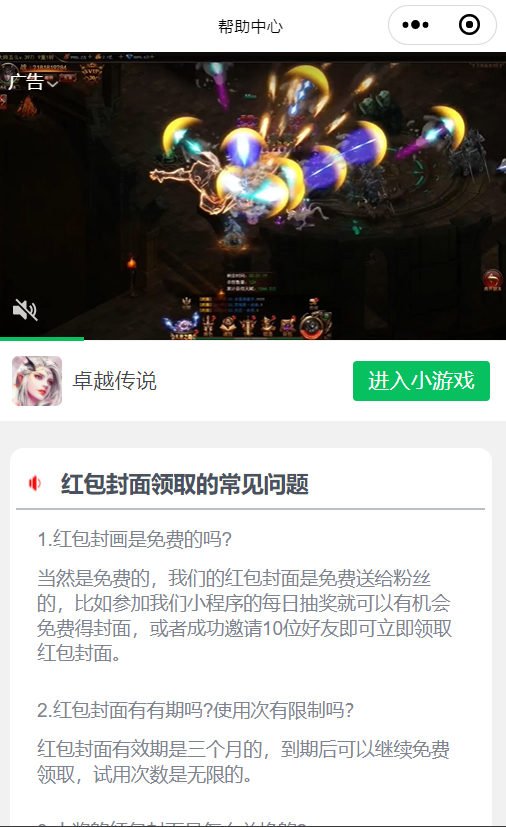 帮助中心
广告
VIP
卓越传说
进入小游戏
红包封面领取的常见问题
1.红包封画是免费的吗?
当然是免费的，我们的红包封面是免费送给粉丝
的，比如参加我们小程序的每日抽奖就可以有机会
免费得封面，或者成功邀请10位好友即可立即领取
红包封面。
2.红包封面有有期吗?使用次有限制吗?
红包封面有效期是三个月的，到期后可以继续免费
领取，试用次数是无限的。